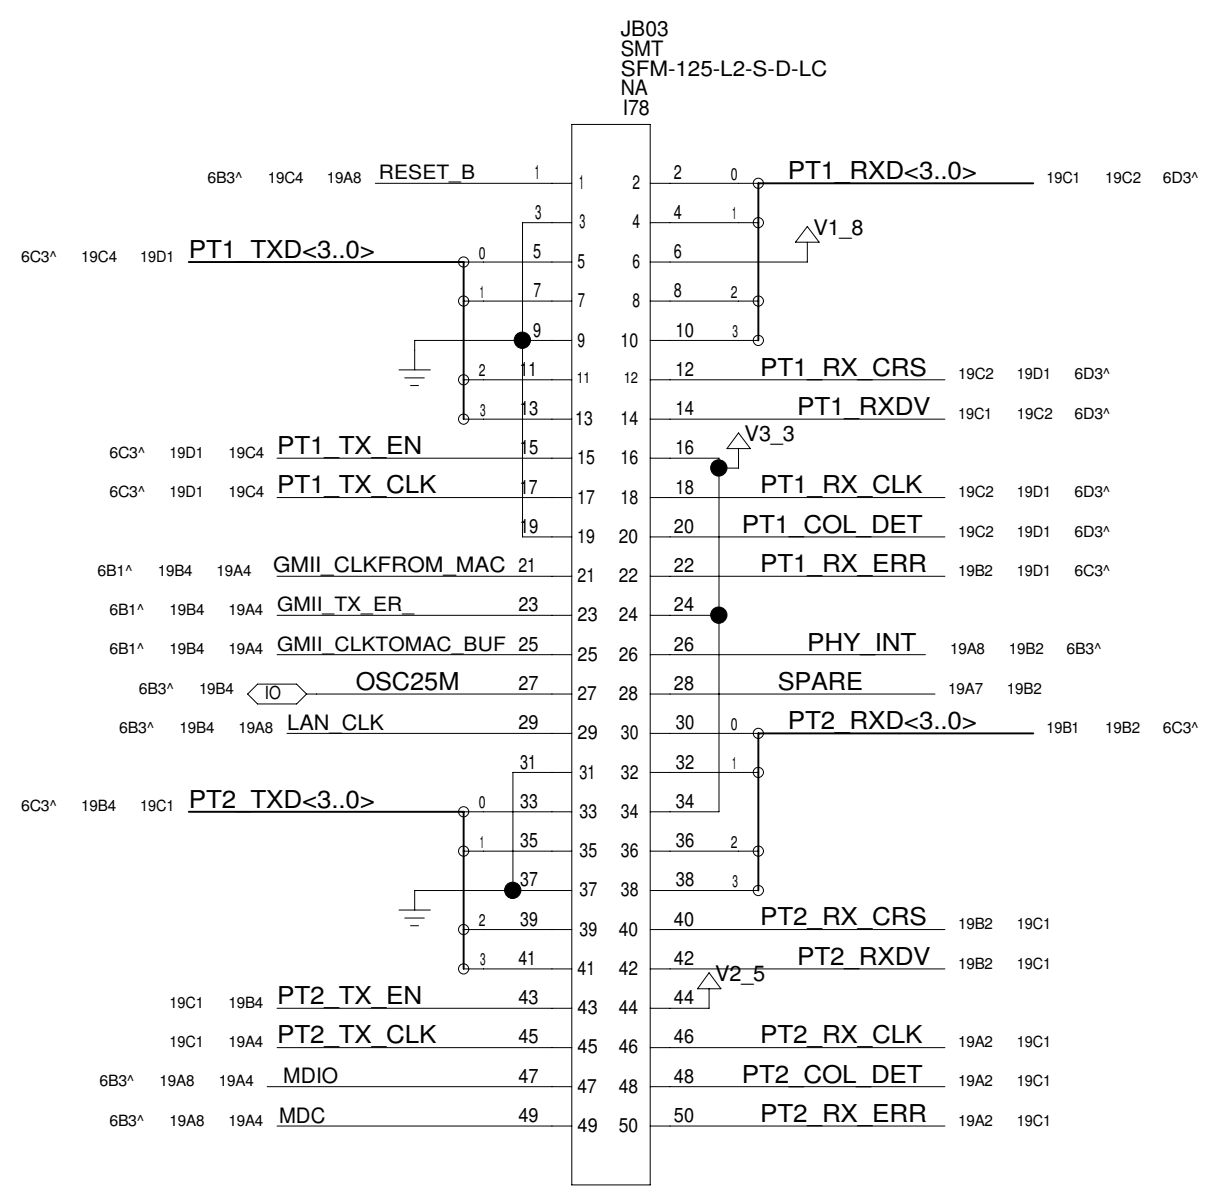 JB03
SMT
SFM-125-L2-S-D-LC
NA
I78
6B3^ 19C4 19A8 RESET_B 1 1 2 2 0 PT1_RXD<3..0> 19C1 19C2 6D3^
3 3 4 4 1 V1_8
6C3^ 19C4 19D1 PT1_TXD<3..0> 0 5 5 6 6
1 7 7 8 8 2
9 9 10 10 3
2 11 11 12 12 PT1_RX_CRS 19C2 19D1 6D3^
3 13 13 14 14 PT1_RXDV 19C1 19C2 6D3^
6C3^ 19D1 19C4 PT1_TX_EN 15 15 16 16 V3_3
6C3^ 19D1 19C4 PT1_TX_CLK 17 17 18 18 PT1_RX_CLK 19C2 19D1 6D3^
19 19 20 20 PT1_COL_DET 19C2 19D1 6D3^
6B1^ 19B4 19A4 GMII_CLKFROM_MAC 21 21 22 22 PT1_RX_ERR 19B2 19D1 6C3^
6B1^ 19B4 19A4 GMII_TX_ER_ 23 23 24 24
6B1^ 19B4 19A4 GMII_CLKTOMAC_BUF 25 25 26 26 PHY_INT 19A8 19B2 6B3^
6B3^ 19B4 IO OSC25M 27 27 28 28 SPARE 19A7 19B2
6B3^ 19B4 19A8 LAN_CLK 29 29 30 30 0 PT2_RXD<3..0> 19B1 19B2 6C3^
31 31 32 32 1
6C3^ 19B4 19C1 PT2_TXD<3..0> 0 33 33 34 34
1 35 35 36 36 2
37 37 38 38 3
2 39 39 40 40 PT2_RX_CRS 19B2 19C1
3 41 41 42 42 PT2_RXDV 19B2 19C1
19C1 19B4 PT2_TX_EN 43 43 44 44 V2_5
19C1 19A4 PT2_TX_CLK 45 45 46 46 PT2_RX_CLK 19A2 19C1
6B3^ 19A8 19A4 MDIO 47 47 48 48 PT2_COL_DET 19A2 19C1
6B3^ 19A8 19A4 MDC 49 49 50 50 PT2_RX_ERR 19A2 19C1